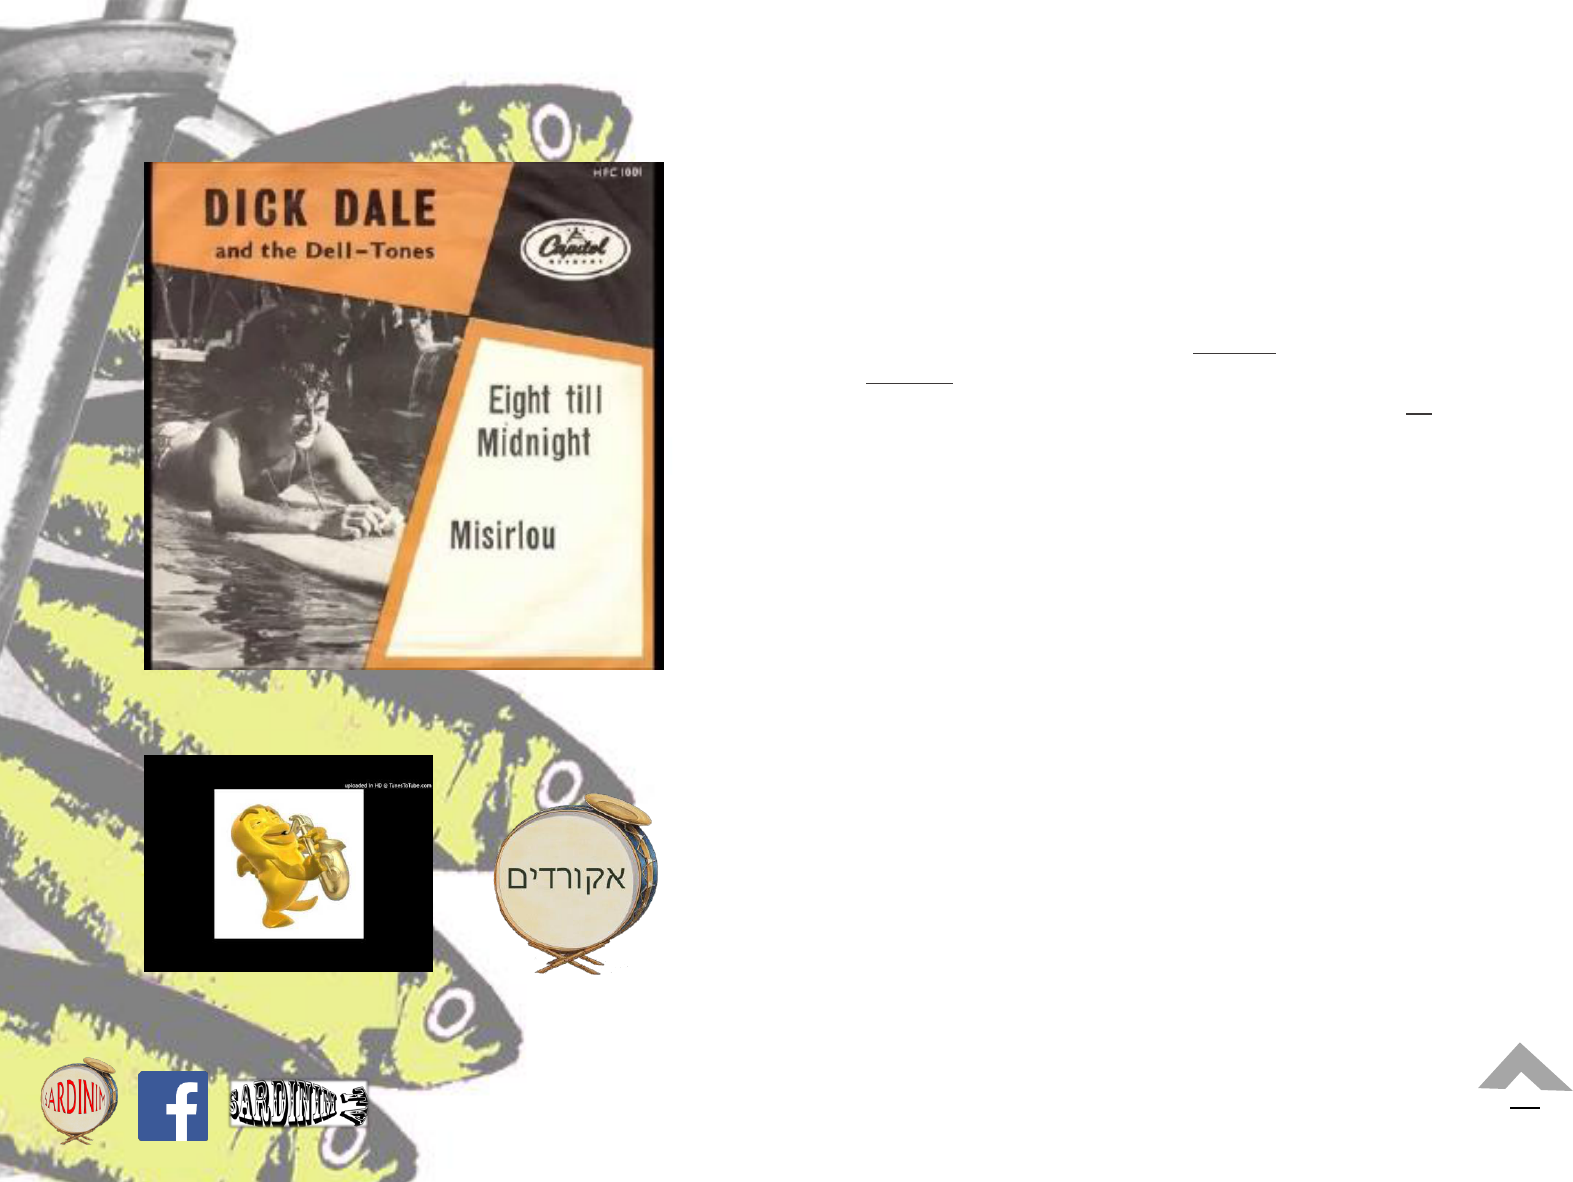 HFC 1001
DICK DALE
and the Dell-Tones
Capitol
RECORDS
Eight till
Midnight
Misirlou
uploaded in HD @ TunesToTube.com
אקורדים
SARDINIM
f
SARDINIM